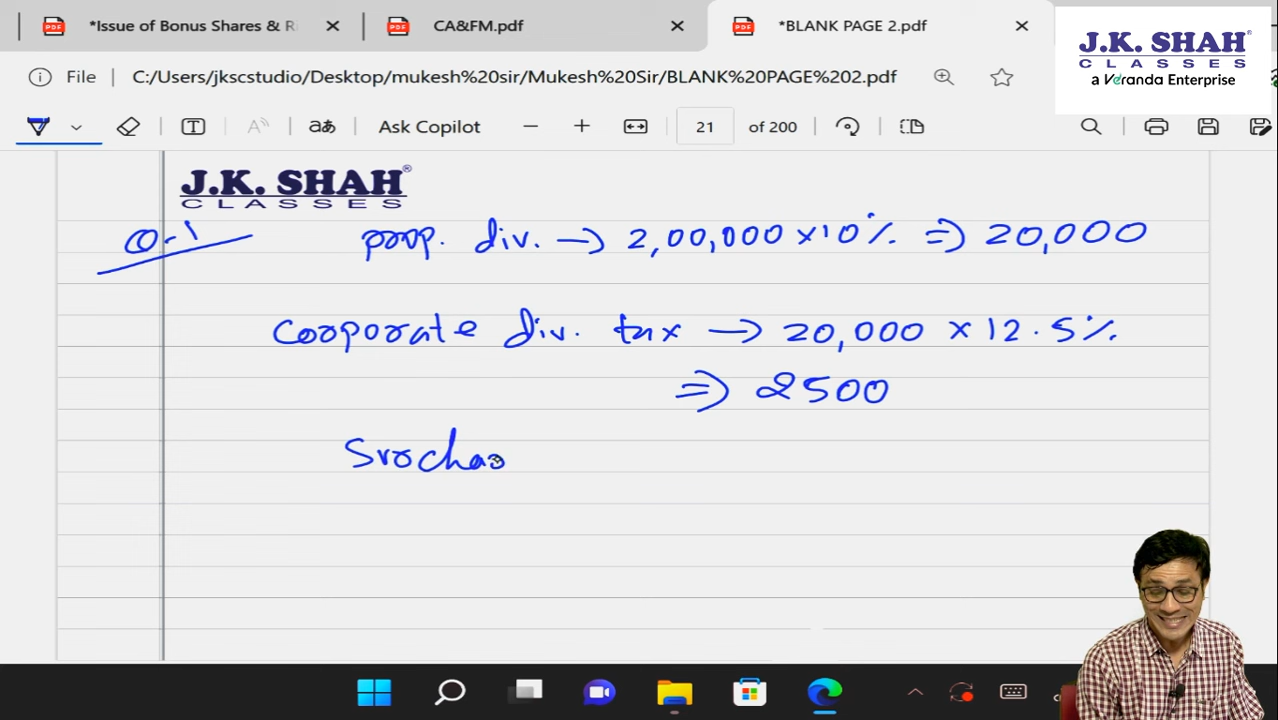 *Issue of Bonus Shares & Ri
CA&FM.pdf
*BLANK PAGE 2.pdf
J.K. SHAH®
CLASSES
a Veranda Enterprise
File C:/Users/jkscstudio/Desktop/mukesh%20sir/Mukesh%20Sir/BLANK%20PAGE%202.pdf
Ask Copilot 21 of 200
J.K. SHAH®
CLASSES
Q-1 prop. div. → 2,00,000 × 10% ⇒ 20,000
Corporate div. tax → 20,000 × 12.5%
⇒ 2500